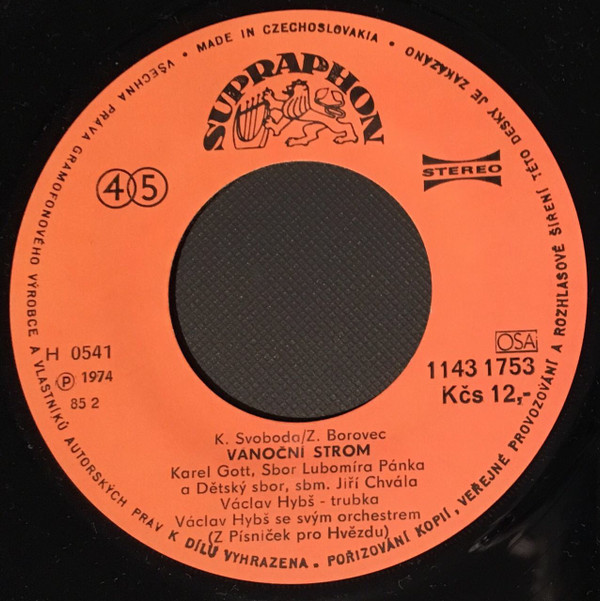 VŠECHNA PRÁVA GRAMOFONOVÉHO VÝROBCE A VLASTNÍKŮ AUTORSKÝCH PRAV K DÍLU VYHRAZENA. POŘIZOVÁNÍ KOPIÍ, VEŘEJNÉ PROVOZOVÁNÍ A ROZHLASOVÉ ŠÍŘENÍ TÉTO DESKY JE ZAKÁZÁNO • MADE IN CZECHOSLOVAKIA •
SUPRAPHON
45
STEREO
H 0541
Ⓟ 1974
85 2
OSA
1143 1753
Kčs 12,-
K. Svoboda/Z. Borovec
VANOČNÍ STROM
Karel Gott, Sbor Lubomíra Pánka
a Dětský sbor, sbm. Jiří Chvála
Václav Hybš - trubka
Václav Hybš se svým orchestrem
(Z Písniček pro Hvězdu)